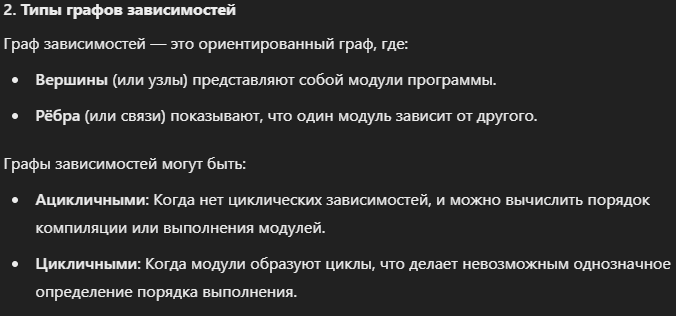 2. Типы графов зависимостей
Граф зависимостей — это ориентированный граф, где:
• Вершины (или узлы) представляют собой модули программы.
• Рёбра (или связи) показывают, что один модуль зависит от другого.
Графы зависимостей могут быть:
• Ациклочными: Когда нет циклических зависимостей, и можно вычислить порядок
компиляции или выполнения модулей.
• Цикличными: Когда модули образуют циклы, что делает невозможным однозначное
определение порядка выполнения.